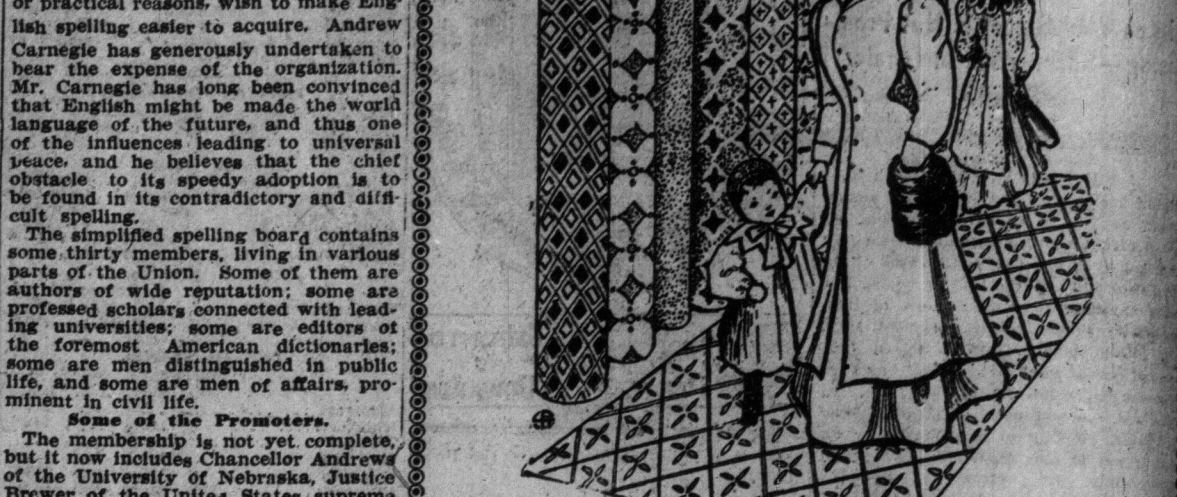 or practical reasons, wish to make Eng-
lish spelling easier to acquire. Andrew
Carnegie has generously undertaken to
bear the expense of the organization.
Mr. Carnegie has long been convinced
that English might be made the world
language of the future, and thus one
of the influences leading to universal
peace, and he believes that the chief
obstacle to its speedy adoption is to
be found in its contradictory and diffi-
cult spelling.
The simplified spelling board contains
some thirty members, living in various
parts of the Union. Some of them are
authors of wide reputation; some are
professed scholars connected with lead-
ing universities; some are editors of
the foremost American dictionaries;
some are men distinguished in public
life, and some are men of affairs, pro-
minent in civil life.
Some of the Promoters.
The membership is not yet complete,
but it now includes Chancellor Andrews
of the University of Nebraska, Justice
Brewer of the Unites States supreme